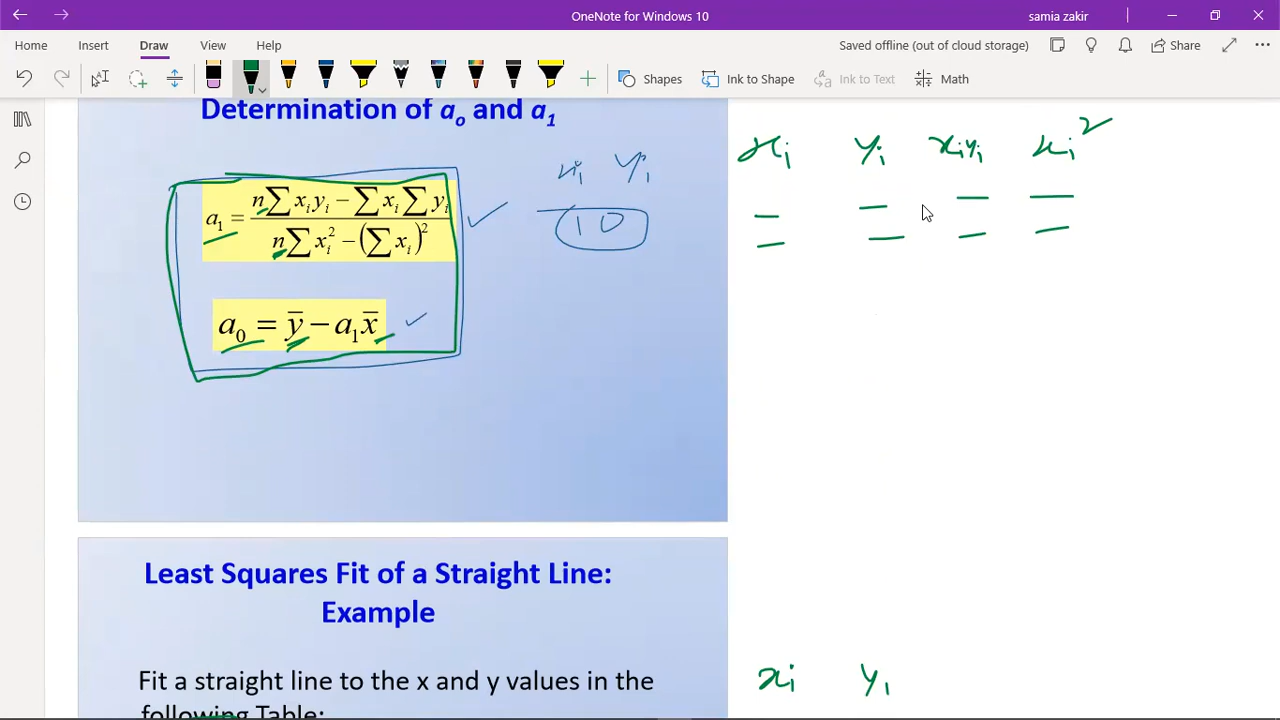 OneNote for Windows 10
samia zakir
Home Insert Draw View Help
Saved offline (out of cloud storage)
Share
Shapes
Ink to Shape
Ink to Text
Math
Determination of a₀ and a₁
a₁ = (n∑xᵢyᵢ − ∑xᵢ∑yᵢ) / (n∑xᵢ² − (∑xᵢ)²)
a₀ = ȳ − a₁x̄
xᵢ yᵢ
10
xᵢ yᵢ xᵢyᵢ xᵢ²
Least Squares Fit of a Straight Line:
Example
Fit a straight line to the x and y values in the
following Table:
xᵢ y₁